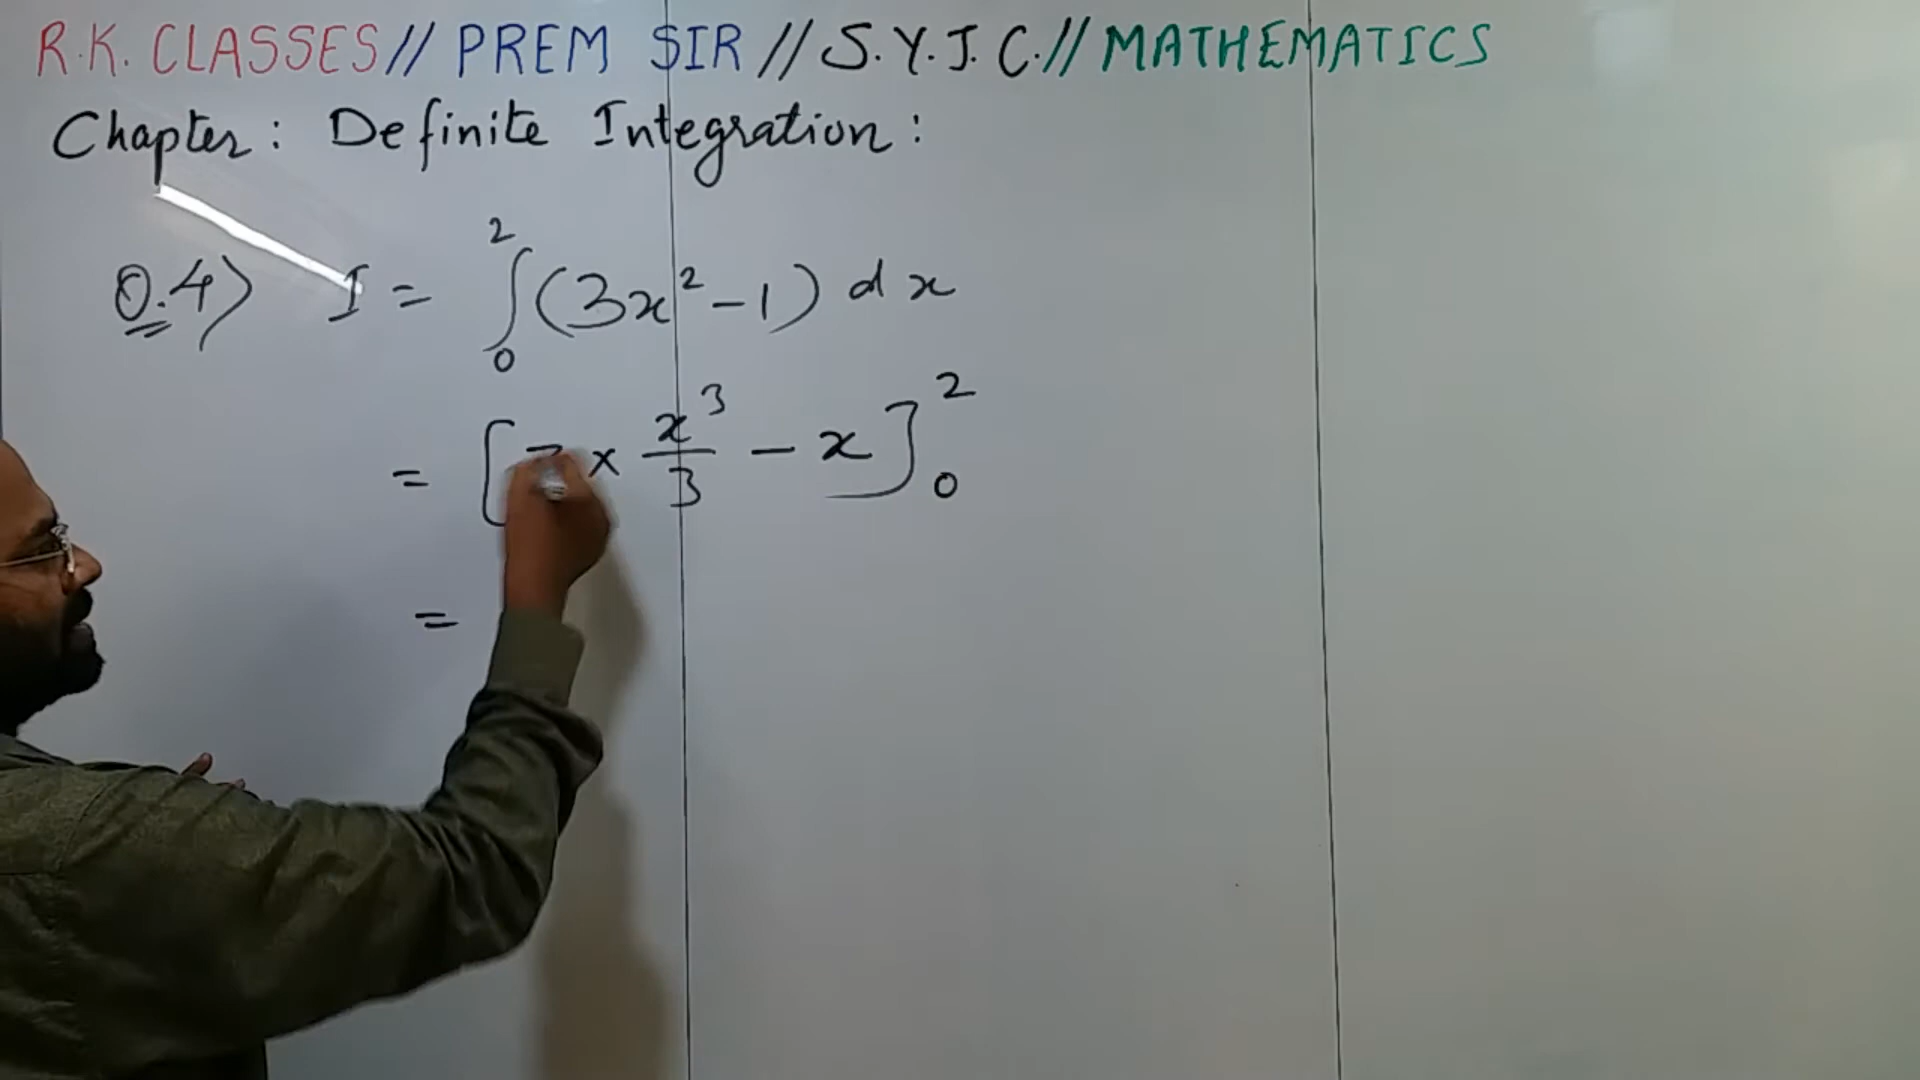 R.K. CLASSES// PREM SIR // S.Y.J.C.// MATHEMATICS
Chapter: Definite Integration:
Q.4) I = ∫₀² (3x² - 1) dx
= [3 × x³/3 - x]₀²
=